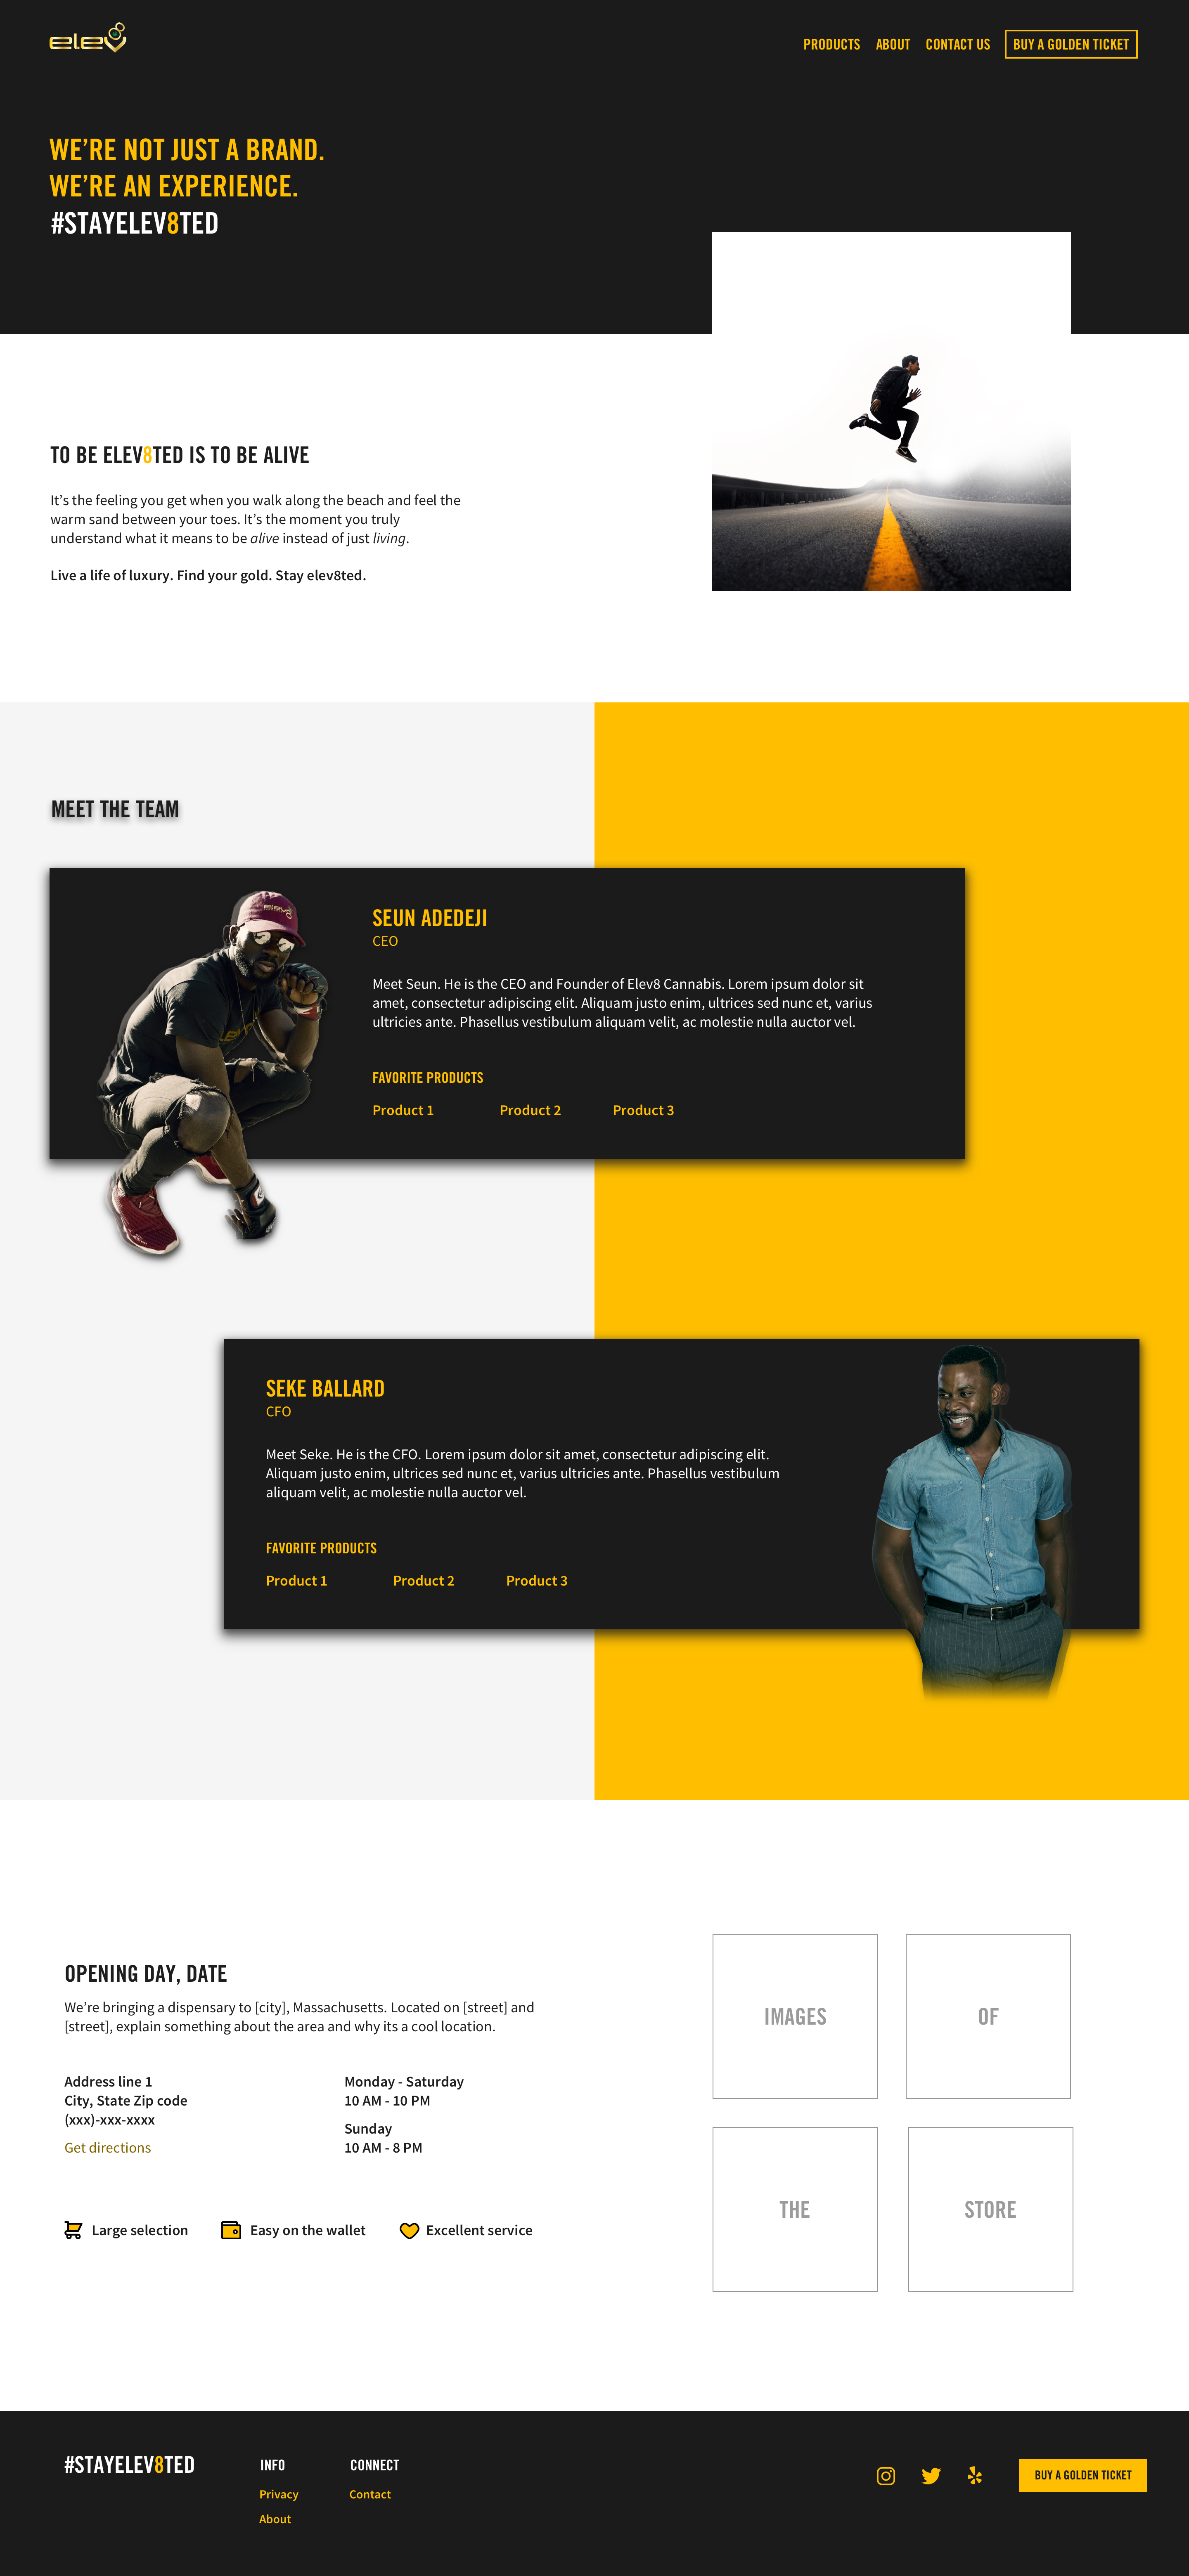 elev8
PRODUCTS ABOUT CONTACT US BUY A GOLDEN TICKET
WE’RE NOT JUST A BRAND.
WE’RE AN EXPERIENCE.
#STAYELEV8TED
TO BE ELEV8TED IS TO BE ALIVE
It’s the feeling you get when you walk along the beach and feel the
warm sand between your toes. It’s the moment you truly
understand what it means to be alive instead of just living.
Live a life of luxury. Find your gold. Stay elev8ted.
MEET THE TEAM
SEUN ADEDEJI
CEO
Meet Seun. He is the CEO and Founder of Elev8 Cannabis. Lorem ipsum dolor sit
amet, consectetur adipiscing elit. Aliquam justo enim, ultrices sed nunc et, varius
ultricies ante. Phasellus vestibulum aliquam velit, ac molestie nulla auctor vel.
FAVORITE PRODUCTS
Product 1 Product 2 Product 3
SEKE BALLARD
CFO
Meet Seke. He is the CFO. Lorem ipsum dolor sit amet, consectetur adipiscing elit.
Aliquam justo enim, ultrices sed nunc et, varius ultricies ante. Phasellus vestibulum
aliquam velit, ac molestie nulla auctor vel.
FAVORITE PRODUCTS
Product 1 Product 2 Product 3
OPENING DAY, DATE
We’re bringing a dispensary to [city], Massachusetts. Located on [street] and
[street], explain something about the area and why its a cool location.
Address line 1
City, State Zip code
(xxx)-xxx-xxxx
Get directions
Monday - Saturday
10 AM - 10 PM
Sunday
10 AM - 8 PM
Large selection Easy on the wallet Excellent service
IMAGES OF
THE STORE
#STAYELEV8TED
INFO
Privacy
About
CONNECT
Contact
BUY A GOLDEN TICKET